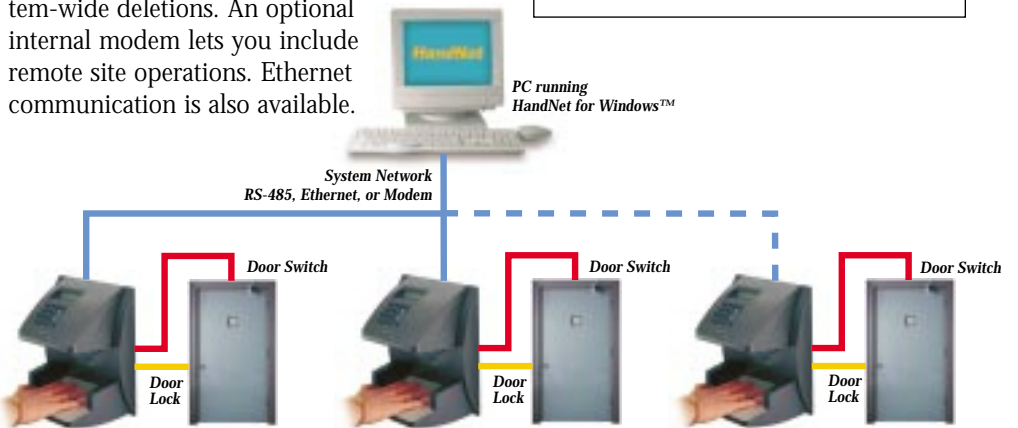 tem-wide deletions. An optional
internal modem lets you include
remote site operations. Ethernet
communication is also available.
HandNet
PC running
HandNet for Windows™
System Network
RS-485, Ethernet, or Modem
Door Switch
Door Switch
Door Switch
Door
Lock
Door
Lock
Door
Lock